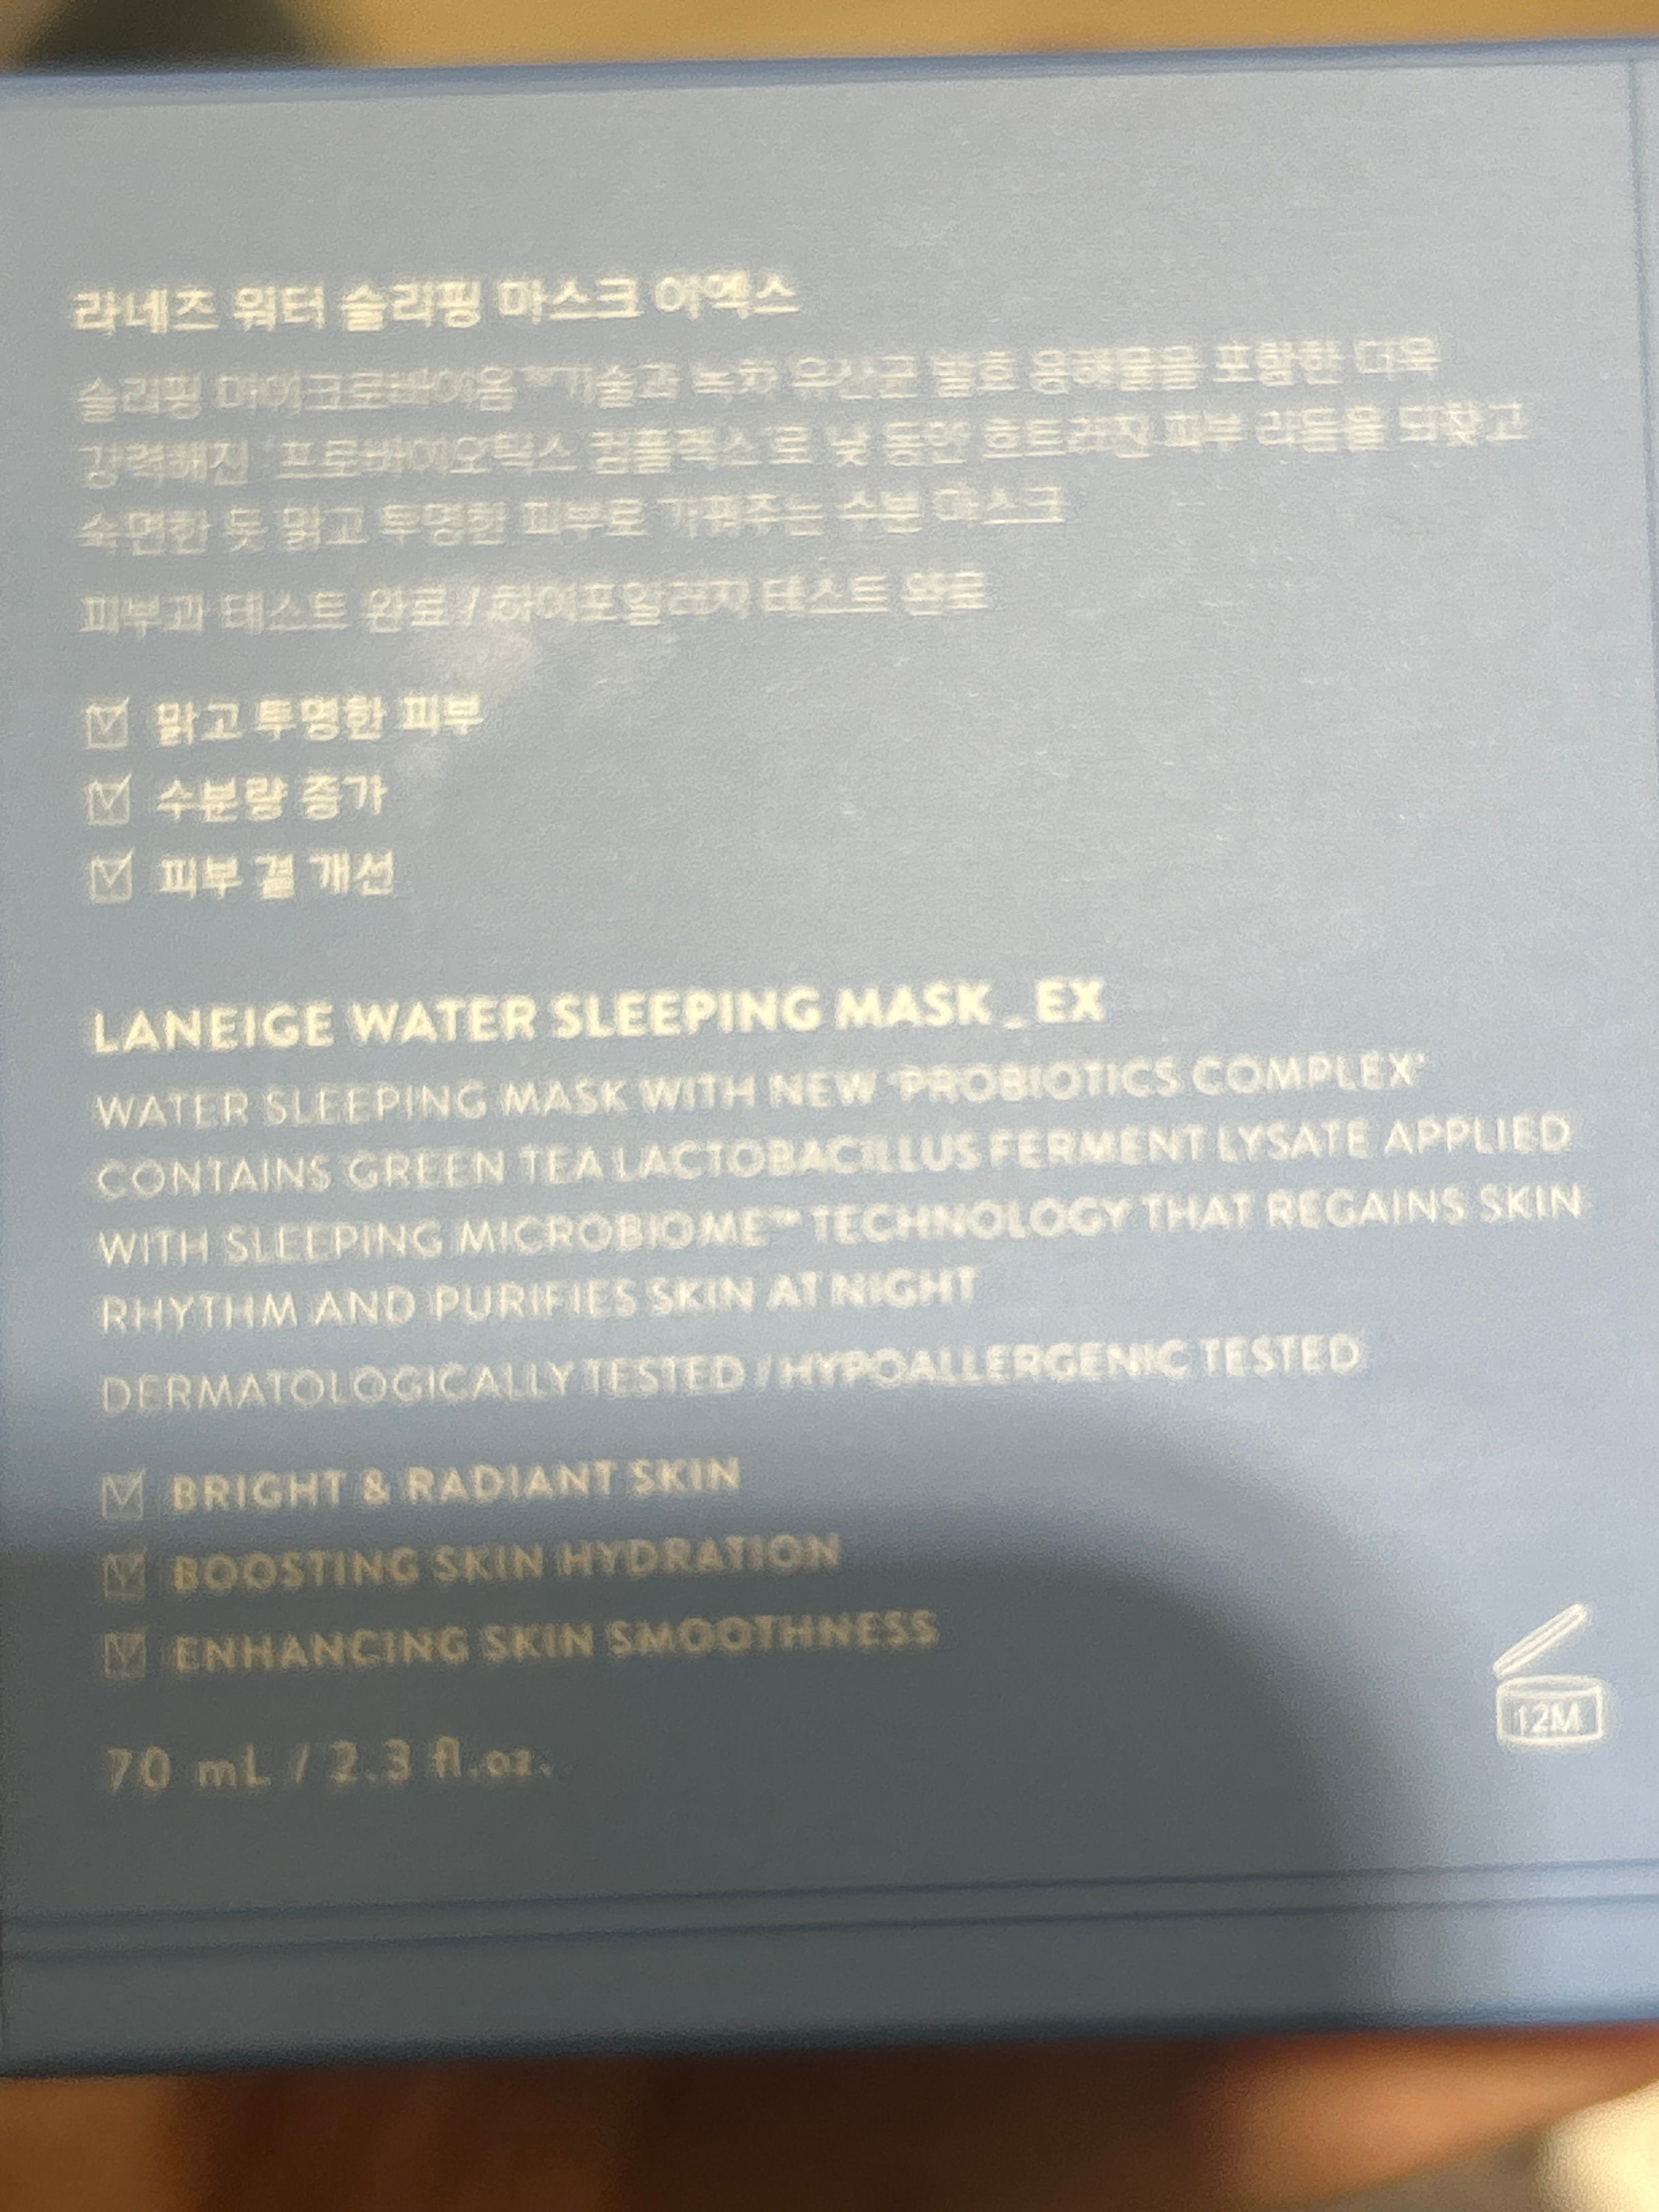 라네즈 워터 슬리핑 마스크 이엑스
슬리핑 마이크로바이옴™기술과 녹차 유산균 발효 용해물을 포함한 더욱
강력해진 '프로바이오틱스 컴플렉스'로 낮 동안 흐트러진 피부 리듬을 되찾고
숙면한 듯 맑고 투명한 피부로 가꿔주는 수분 마스크
피부과 테스트 완료 / 하이포알러지 테스트 완료
맑고 투명한 피부
수분량 증가
피부 결 개선
LANEIGE WATER SLEEPING MASK_EX
WATER SLEEPING MASK WITH NEW 'PROBIOTICS COMPLEX'
CONTAINS GREEN TEA LACTOBACILLUS FERMENT LYSATE APPLIED
WITH SLEEPING MICROBIOME™ TECHNOLOGY THAT REGAINS SKIN
RHYTHM AND PURIFIES SKIN AT NIGHT
DERMATOLOGICALLY TESTED / HYPOALLERGENIC TESTED
BRIGHT & RADIANT SKIN
BOOSTING SKIN HYDRATION
ENHANCING SKIN SMOOTHNESS
12M
70 mL / 2.3 fl.oz.